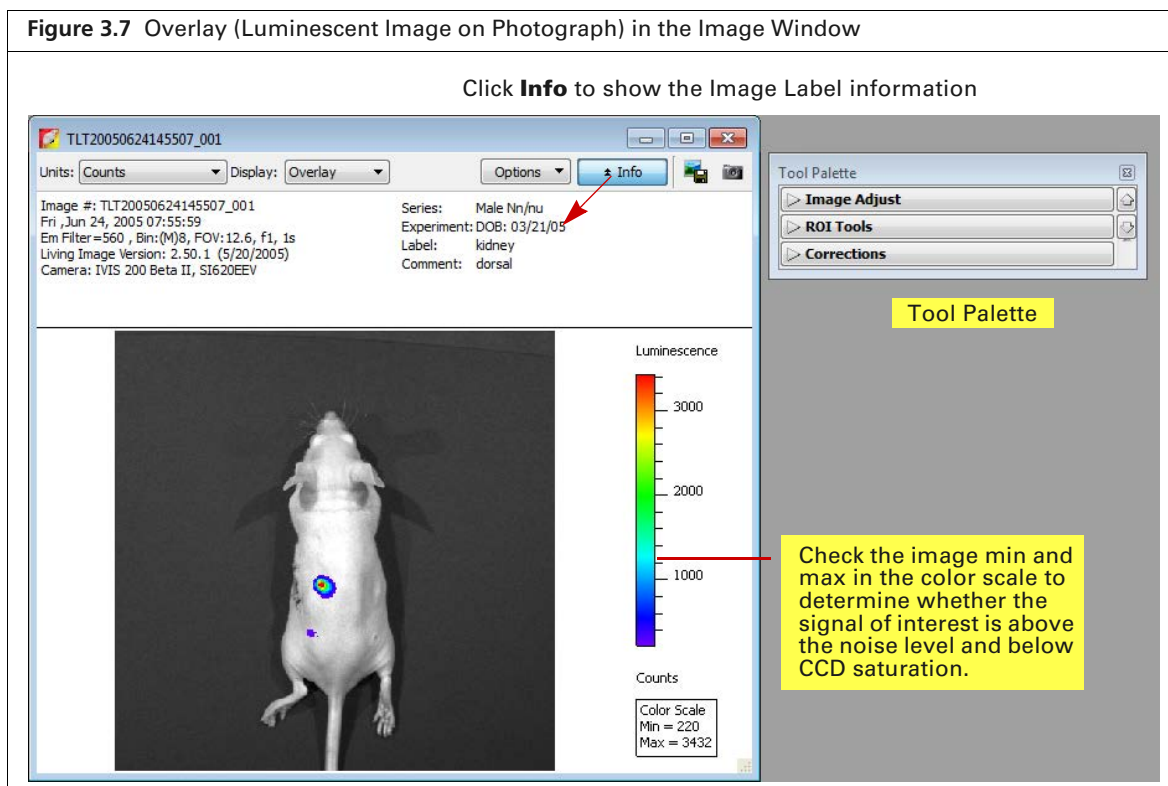 Figure 3.7 Overlay (Luminescent Image on Photograph) in the Image Window
Click Info to show the Image Label information
TLT20050624145507_001
Units: Counts Display: Overlay Options Info
Image #: TLT20050624145507_001
Fri ,Jun 24, 2005 07:55:59
Em Filter=560 , Bin:(M)8, FOV:12.6, f1, 1s
Living Image Version: 2.50.1 (5/20/2005)
Camera: IVIS 200 Beta II, SI620EEV
Series: Male Nn/nu
Experiment: DOB: 03/21/05
Label: kidney
Comment: dorsal
Tool Palette
Image Adjust
ROI Tools
Corrections
Tool Palette
Luminescence
3000
2000
1000
Counts
Color Scale
Min = 220
Max = 3432
Check the image min and
max in the color scale to
determine whether the
signal of interest is above
the noise level and below
CCD saturation.